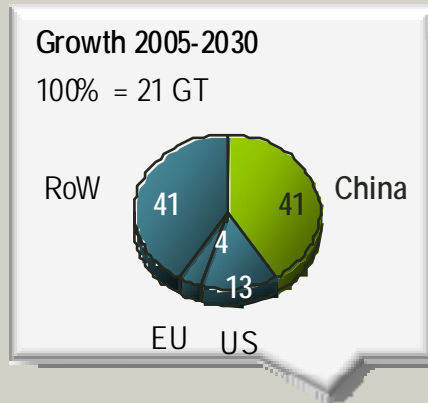 Growth 2005-2030
100% = 21 GT
RoW 41 41 China
4
13
EU US